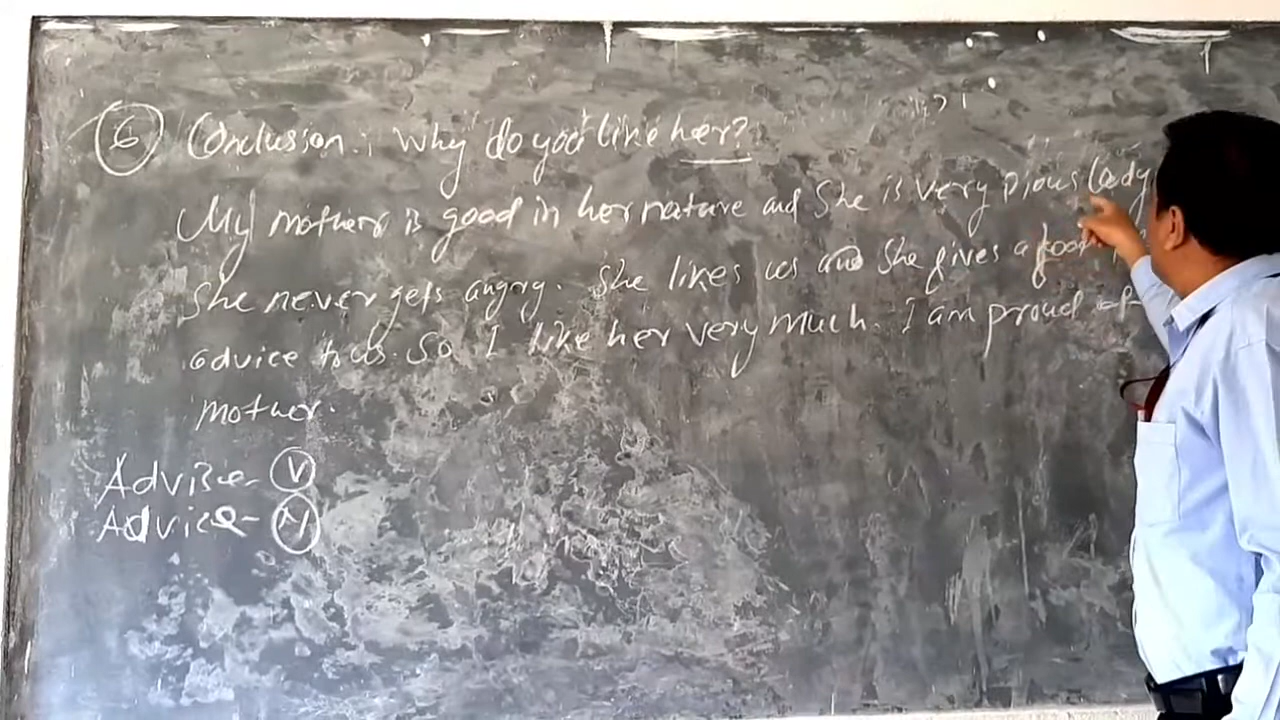 6 Conclusion : Why do you like her?
My mother is good in her nature and She is very pious lady
She never gets angry. She likes us and She gives a good
advice to us. So I like her very much. I am proud of
mother.
Advise - V
Advice - N